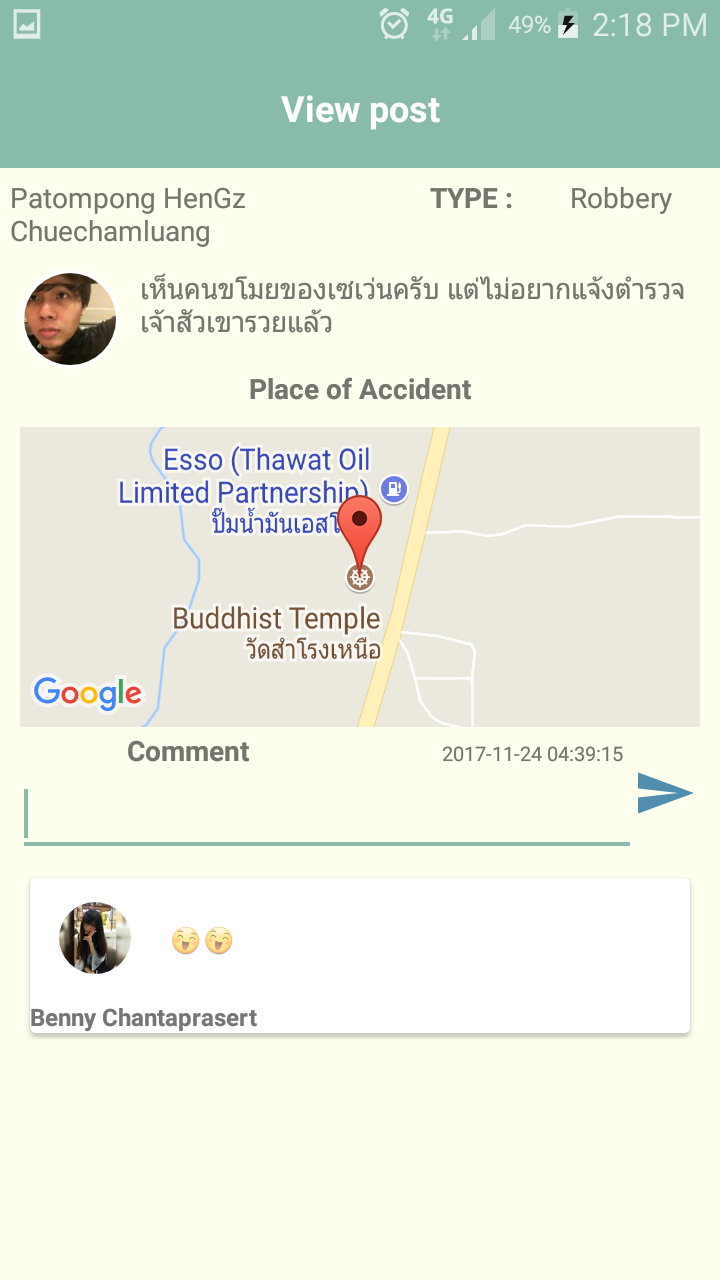 4G 49% 2:18 PM
View post
Patompong HenGz
Chuechamluang
TYPE : Robbery
เห็นคนขโมยของเซเว่นครับ แต่ไม่อยากแจ้งตำรวจ
เจ้าสัวเขารวยแล้ว
Place of Accident
Esso (Thawat Oil
Limited Partnership)
ปั๊มน้ำมันเอสโ
Buddhist Temple
วัดสำโรงเหนือ
Google
Comment 2017-11-24 04:39:15
Benny Chantaprasert